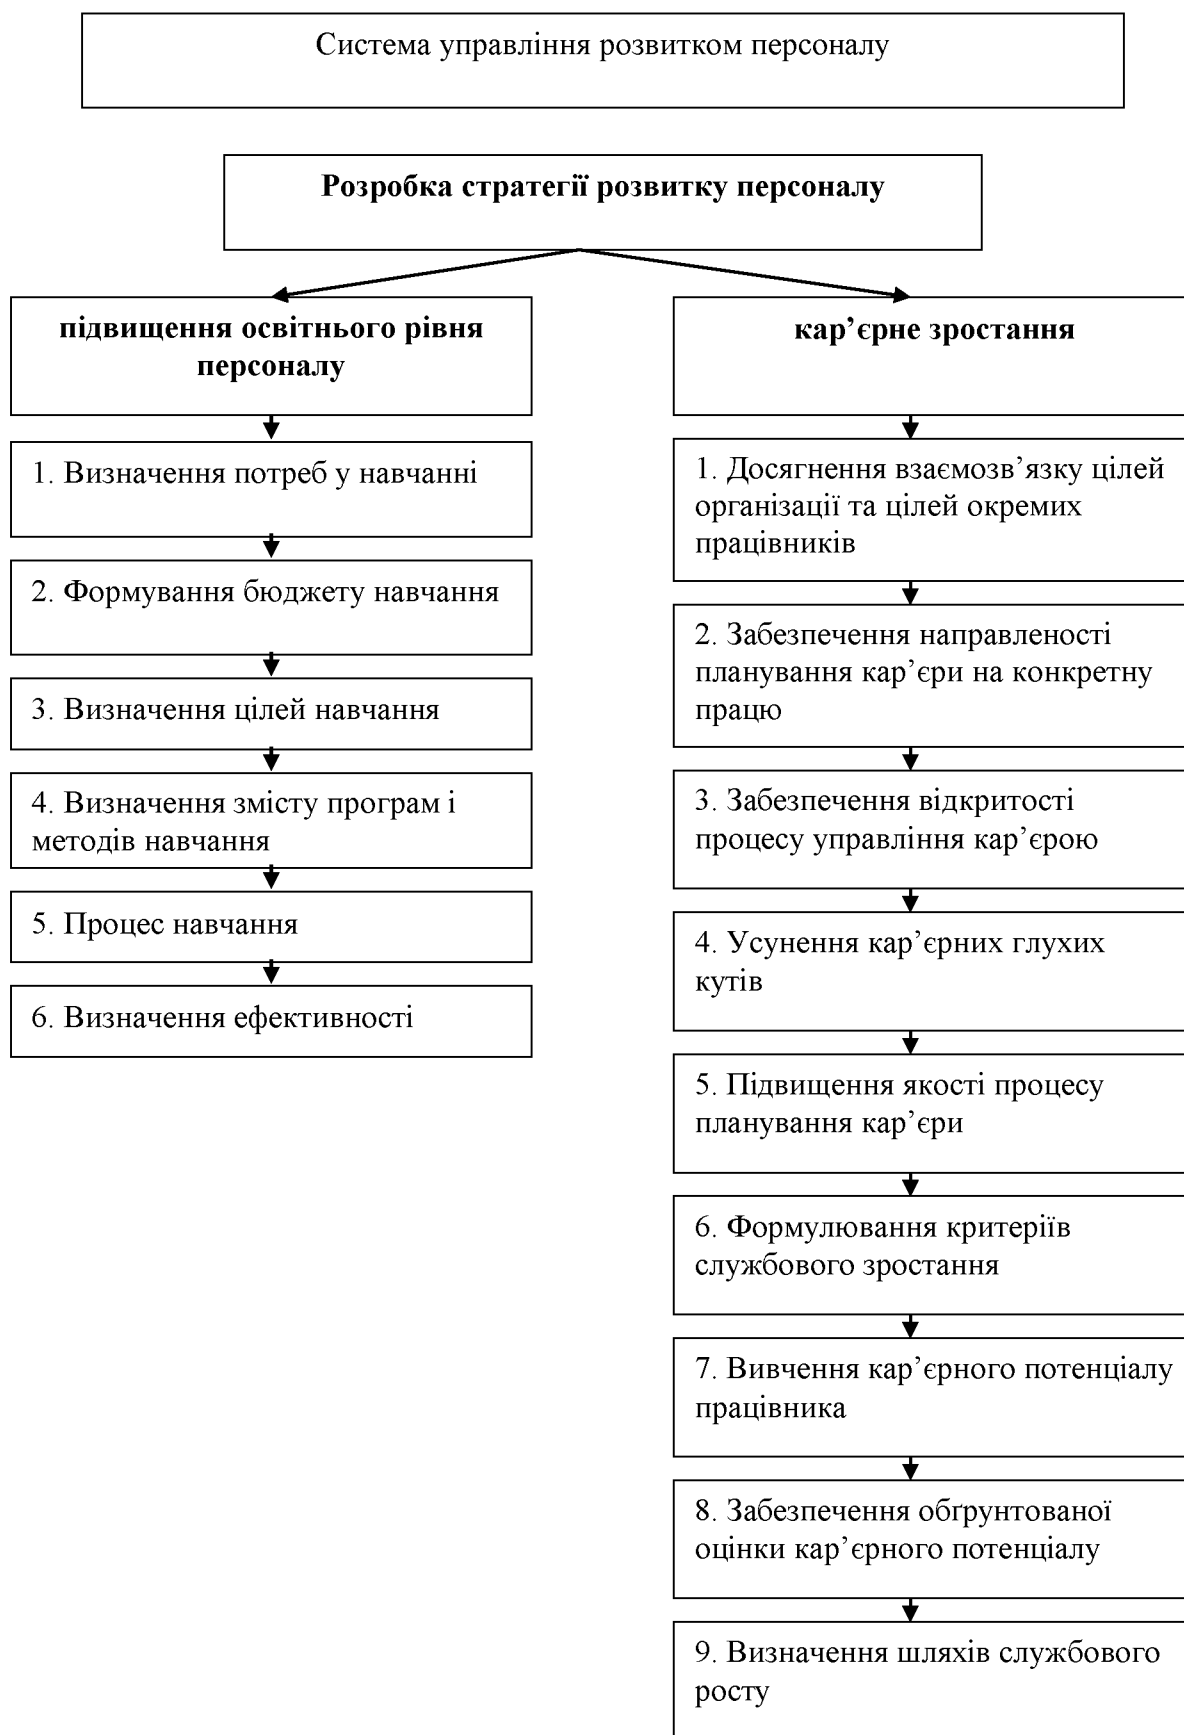 Система управління розвитком персоналу
Розробка стратегії розвитку персоналу
підвищення освітнього рівня
персоналу
1. Визначення потреб у навчанні
2. Формування бюджету навчання
3. Визначення цілей навчання
4. Визначення змісту програм і
методів навчання
5. Процес навчання
6. Визначення ефективності
кар’єрне зростання
1. Досягнення взаємозв’язку цілей
організації та цілей окремих
працівників
2. Забезпечення направленості
планування кар’єри на конкретну
працю
3. Забезпечення відкритості
процесу управління кар’єрою
4. Усунення кар’єрних глухих
кутів
5. Підвищення якості процесу
планування кар’єри
6. Формулювання критеріїв
службового зростання
7. Вивчення кар’єрного потенціалу
працівника
8. Забезпечення обґрунтованої
оцінки кар’єрного потенціалу
9. Визначення шляхів службового
росту